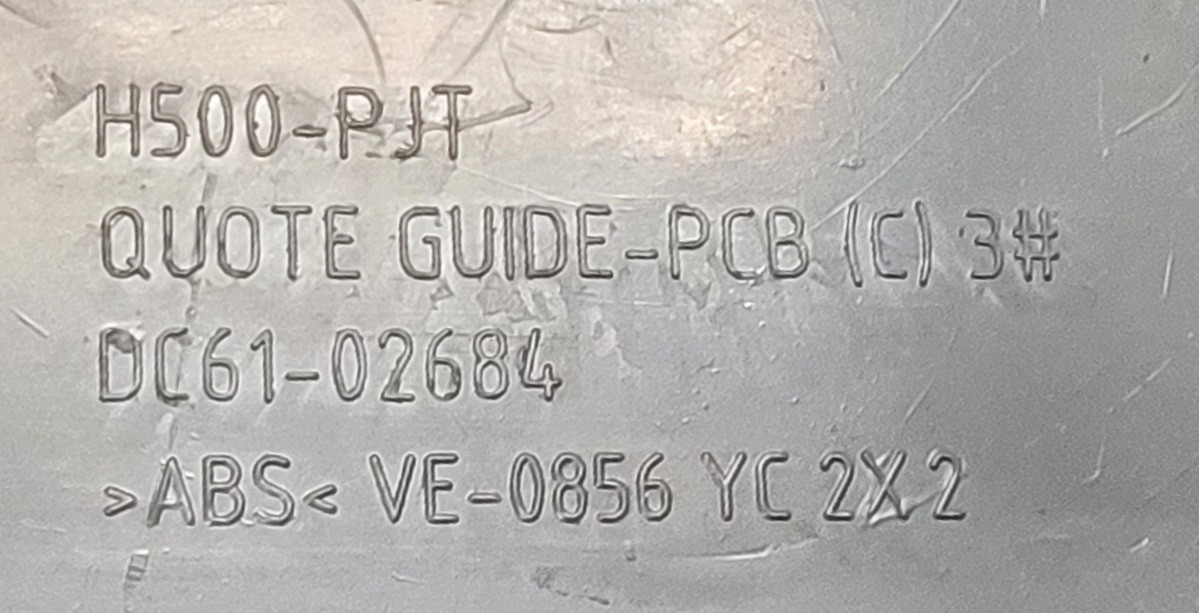 H500-PJT
QUOTE GUIDE-PCB (C) 3#
DC61-02684
>ABS< VE-0856 YC 2X2